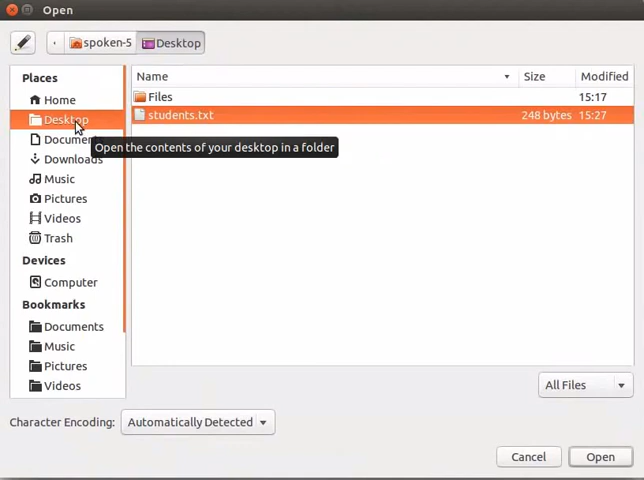 Open
spoken-5 Desktop
Places
Home
Desktop
Documents
Downloads
Music
Pictures
Videos
Trash
Devices
Computer
Bookmarks
Documents
Music
Pictures
Videos
Name Size Modified
Files 15:17
students.txt 248 bytes 15:27
Open the contents of your desktop in a folder
All Files
Character Encoding: Automatically Detected
Cancel Open